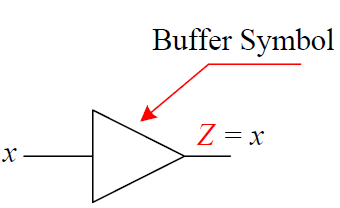 Buffer Symbol
Z = x
x